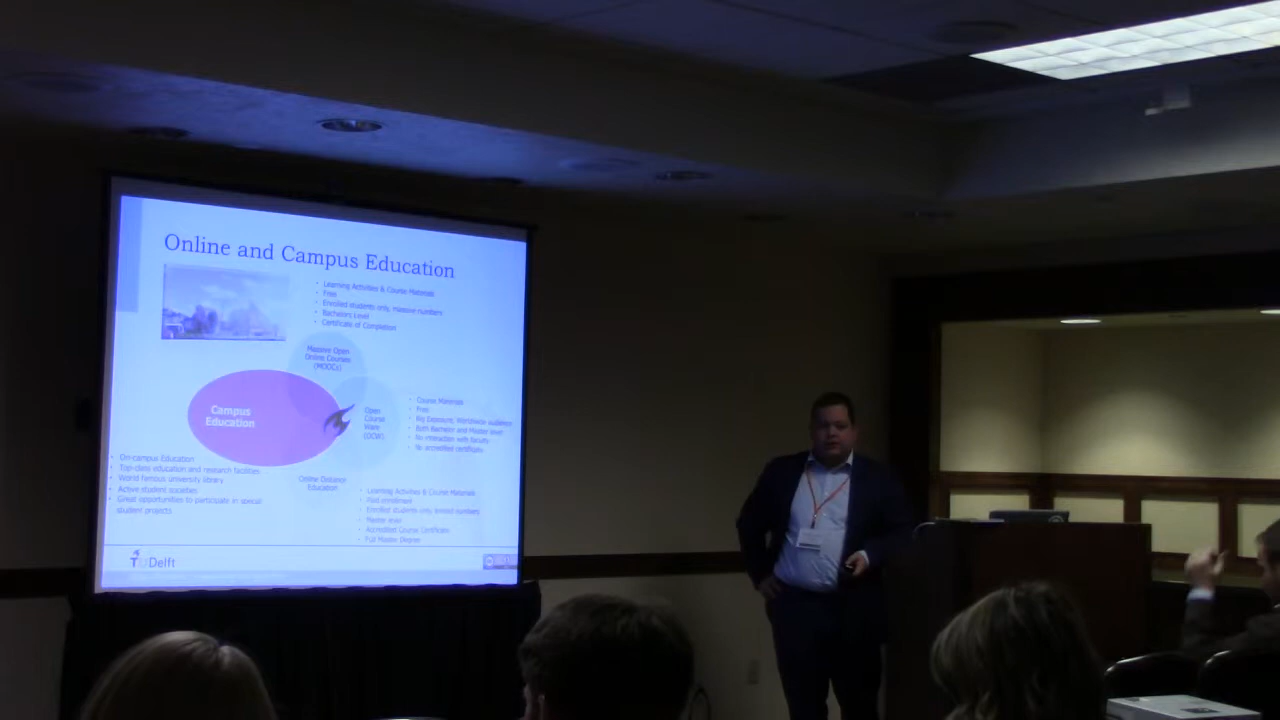 Online and Campus Education
• Learning Activities & Course Materials
• Free
• Enrolled students only, massive numbers
• Bachelors Level
• Certificate of Completion
Massive Open
Online Courses
(MOOCs)
Campus
Education
Open
Course
Ware
(OCW)
• Course Materials
• Free
• Big Exposure, Worldwide audience
• Both Bachelor and Master level
• No interaction with faculty
• No accredited certificate
• On-campus Education
• Top-class education and research facilities
• World famous university library
• Active student societies
• Great opportunities to participate in special
student projects
Online Distance
Education
• Learning Activities & Course Materials
• Paid enrollment
• Enrolled students only, limited numbers
• Master level
• Accredited Course Certificate
• Full Master Degree
TUDelft